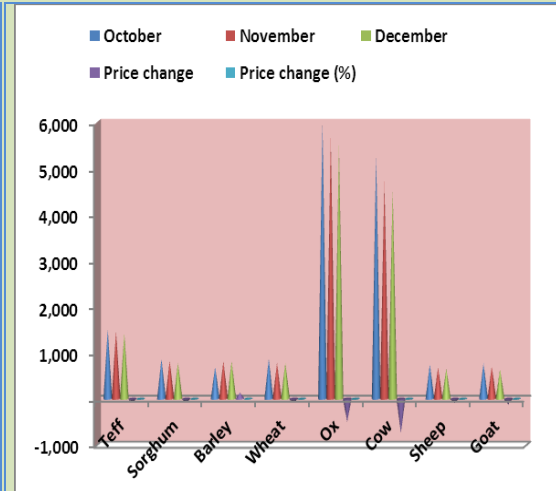 October November December
Price change Price change (%)
6,000
5,000
4,000
3,000
2,000
1,000
-1,000
Teff Sorghum Barley Wheat Ox Cow Sheep Goat